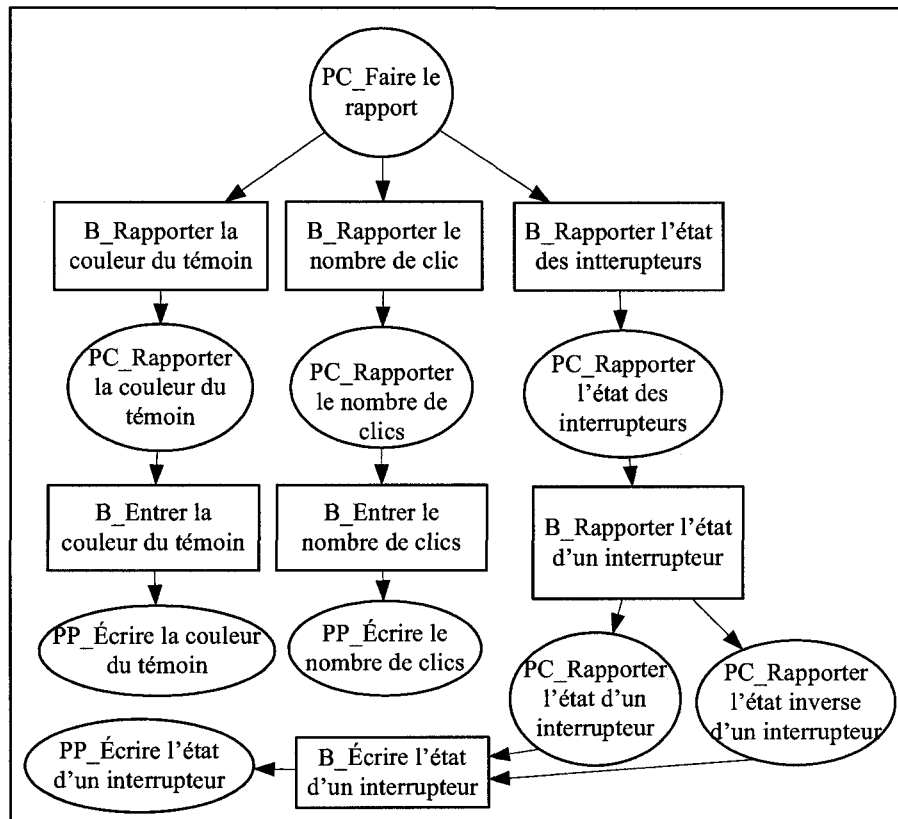 PC_Faire le
rapport
B_Rapporter la
couleur du témoin
B_Rapporter le
nombre de clic
B_Rapporter l'état
des intterupteurs
PC_Rapporter
la couleur du
témoin
PC_Rapporter
le nombre de
clics
PC_Rapporter
l'état des
interrupteurs
B_Entrer la
couleur du témoin
B_Entrer le
nombre de clics
B_Rapporter l'état
d'un interrupteur
PP_Écrire la couleur
du témoin
PP_Écrire le
nombre de clics
PC_Rapporter
l'état d'un
interrupteur
PC_Rapporter
l'état inverse
d'un interrupteur
PP_Écrire l'état
d'un interrupteur
B_Écrire l'état
d'un interrupteur